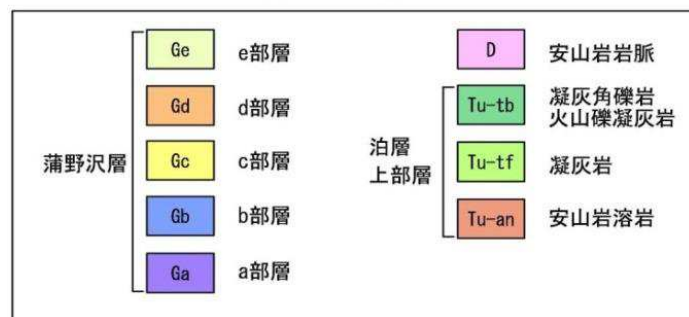 蒲野沢層
Ge e部層
Gd d部層
Gc c部層
Gb b部層
Ga a部層
D 安山岩岩脈
泊層
上部層
Tu-tb 凝灰角礫岩
火山礫凝灰岩
Tu-tf 凝灰岩
Tu-an 安山岩溶岩